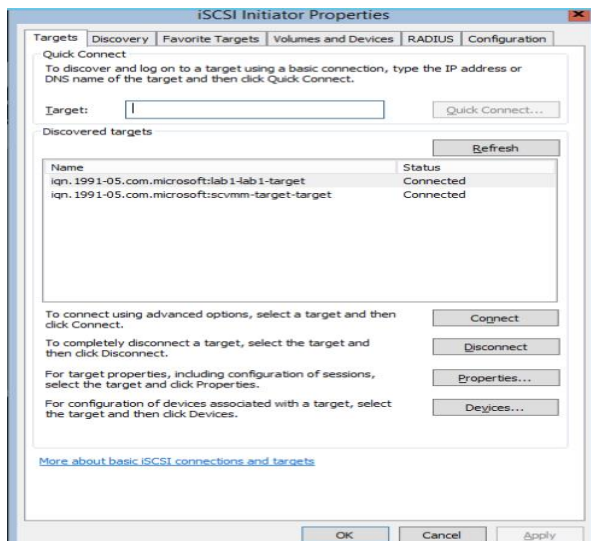 iSCSI Initiator Properties
Targets Discovery Favorite Targets Volumes and Devices RADIUS Configuration
Quick Connect
To discover and log on to a target using a basic connection, type the IP address or
DNS name of the target and then click Quick Connect.
Target:
Quick Connect...
Discovered targets
Refresh
Name Status
iqn.1991-05.com.microsoft:lab1-lab1-target Connected
iqn.1991-05.com.microsoft:scvmm-target-target Connected
To connect using advanced options, select a target and then
click Connect.
Connect
To completely disconnect a target, select the target and
then click Disconnect.
Disconnect
For target properties, including configuration of sessions,
select the target and click Properties.
Properties...
For configuration of devices associated with a target, select
the target and then click Devices.
Devices...
More about basic iSCSI connections and targets
OK Cancel Apply